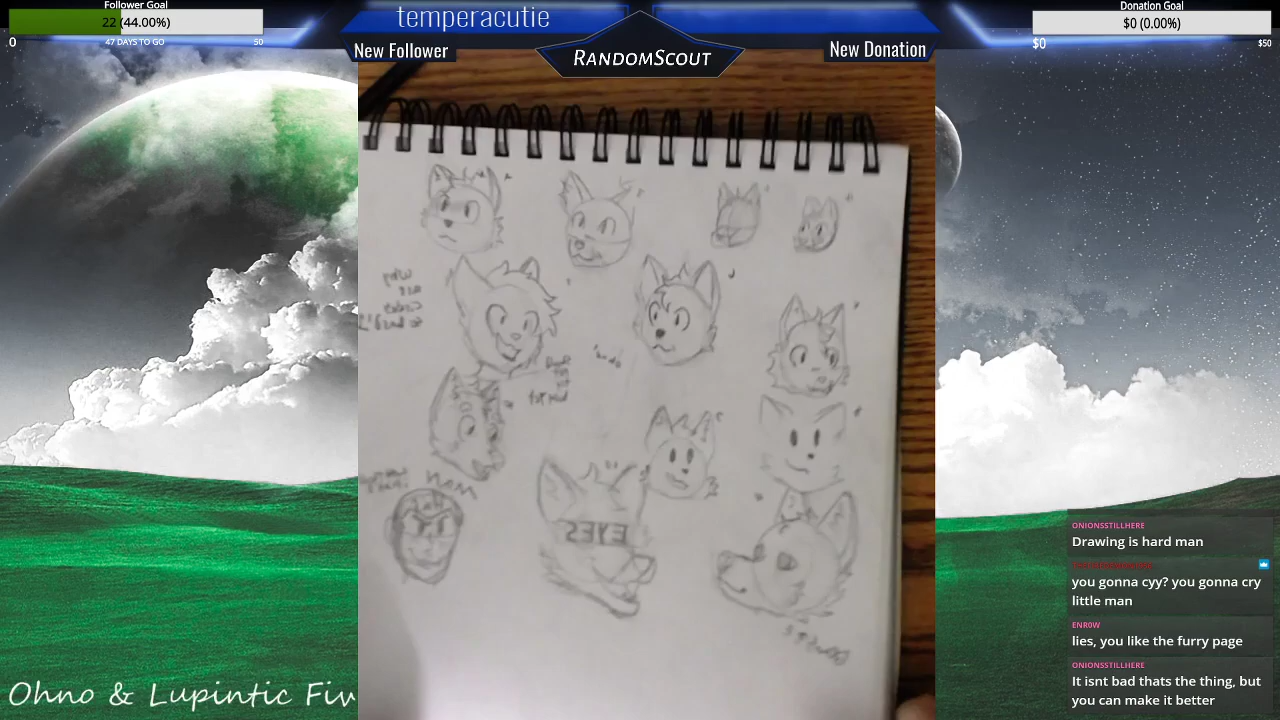 Follower Goal
22 (44.00%)
0
47 DAYS TO GO
50
temperacutie
New Follower
RANDOMSCOUT
New Donation
Donation Goal
$0 (0.00%)
$0
$50
MAN
EYES
ONIONSSTILLHERE
Drawing is hard man
you gonna cyy? you gonna cry
little man
ENR0W
lies, you like the furry page
ONIONSSTILLHERE
It isnt bad thats the thing, but
you can make it better
Ohno & Lupintic Fiv